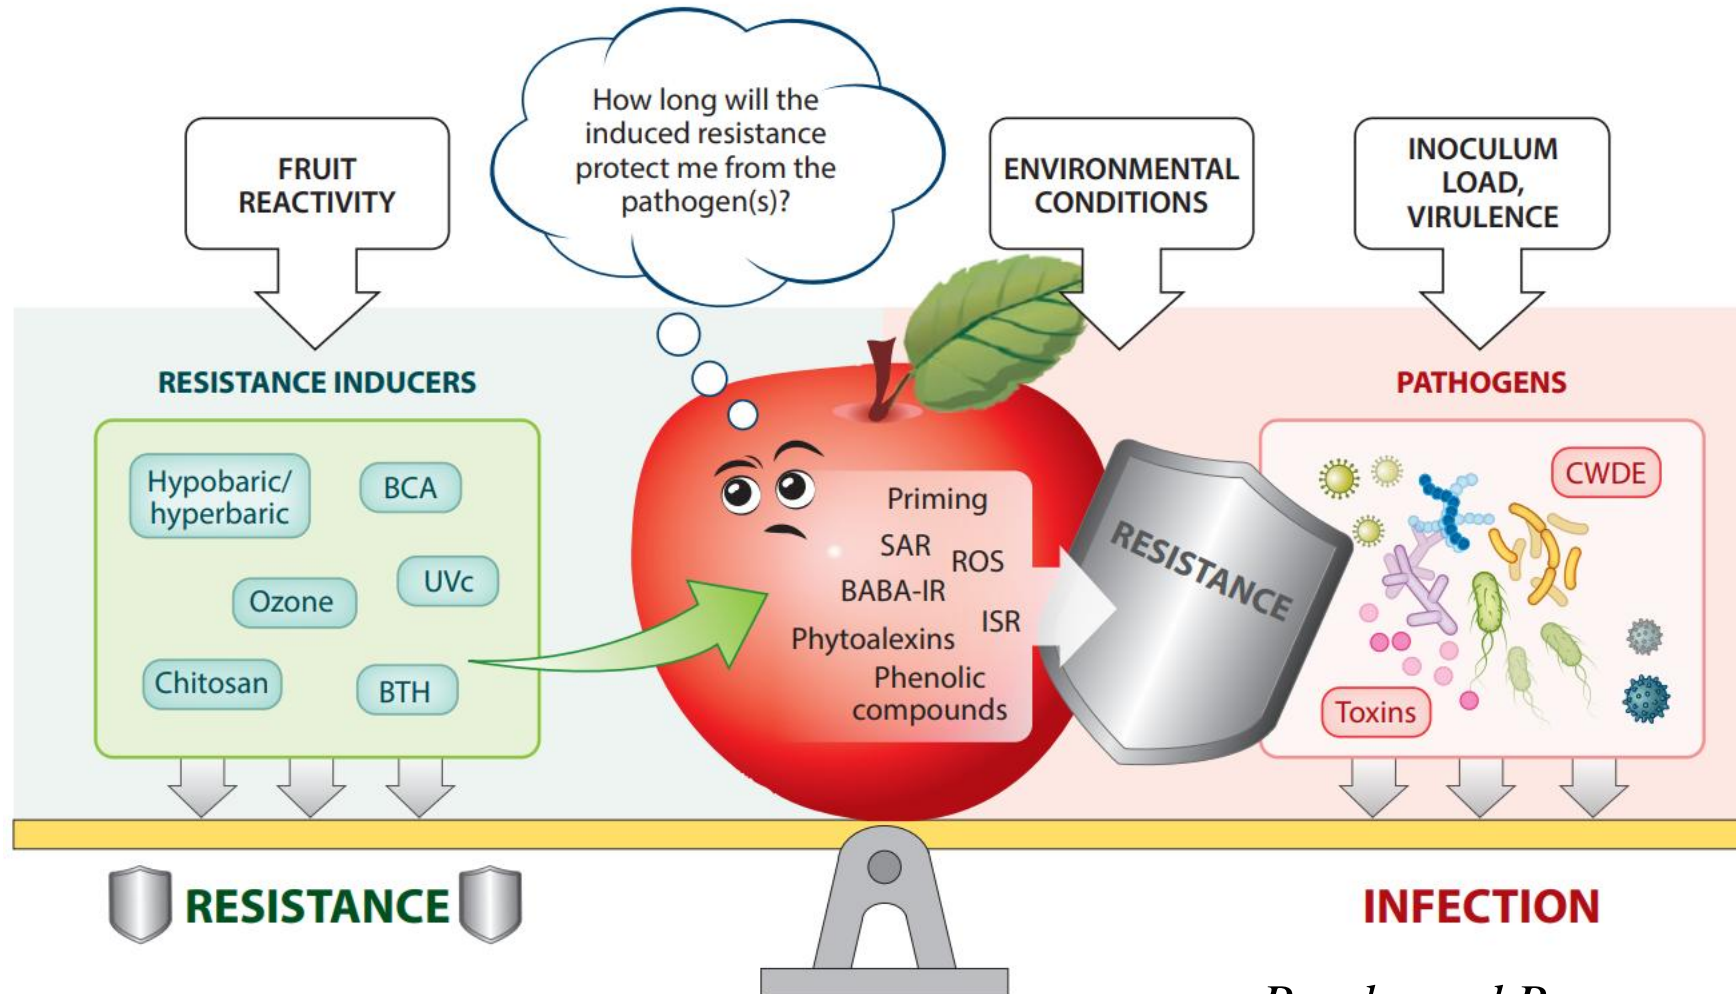 How long will the
induced resistance
protect me from the
pathogen(s)?
FRUIT
REACTIVITY
ENVIRONMENTAL
CONDITIONS
INOCULUM
LOAD,
VIRULENCE
RESISTANCE INDUCERS
Hypobaric/
hyperbaric
BCA
Ozone
UVc
Chitosan
BTH
Priming
SAR
ROS
BABA-IR
ISR
Phytoalexins
Phenolic
compounds
RESISTANCE
PATHOGENS
CWDE
Toxins
RESISTANCE
INFECTION